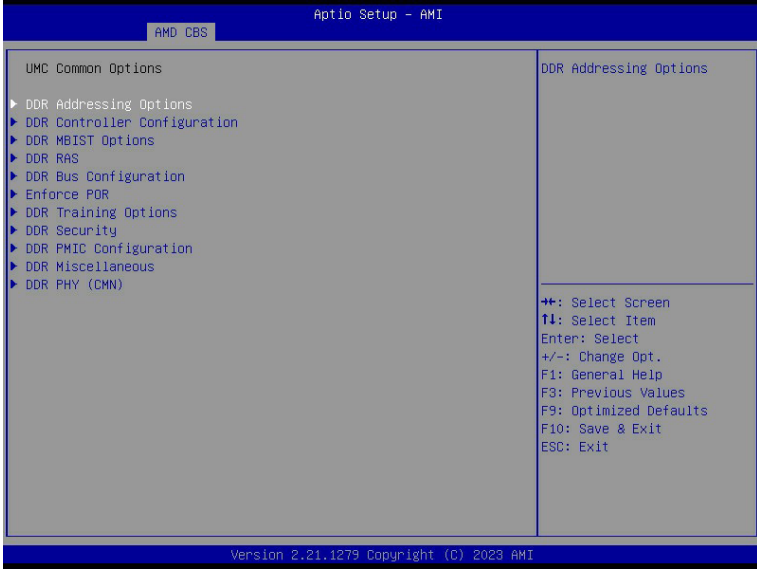 Aptio Setup - AMI
AMD CBS
UMC Common Options
DDR Addressing Options
DDR Controller Configuration
DDR MBIST Options
DDR RAS
DDR Bus Configuration
Enforce POR
DDR Training Options
DDR Security
DDR PMIC Configuration
DDR Miscellaneous
DDR PHY (CMN)
DDR Addressing Options
→←: Select Screen
↑↓: Select Item
Enter: Select
+/-: Change Opt.
F1: General Help
F3: Previous Values
F9: Optimized Defaults
F10: Save & Exit
ESC: Exit
Version 2.21.1279 Copyright (C) 2023 AMI